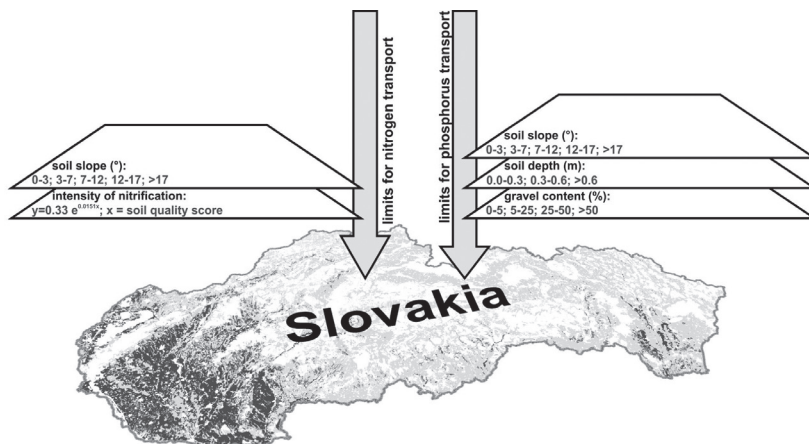 limits for nitrogen transport
limits for phosphorus transport
soil slope (°):
0-3; 3-7; 7-12; 12-17; >17
intensity of nitrification:
y=0.33 e^0.0151x; x = soil quality score
soil slope (°):
0-3; 3-7; 7-12; 12-17; >17
soil depth (m):
0.0-0.3; 0.3-0.6; >0.6
gravel content (%):
0-5; 5-25; 25-50; >50
Slovakia